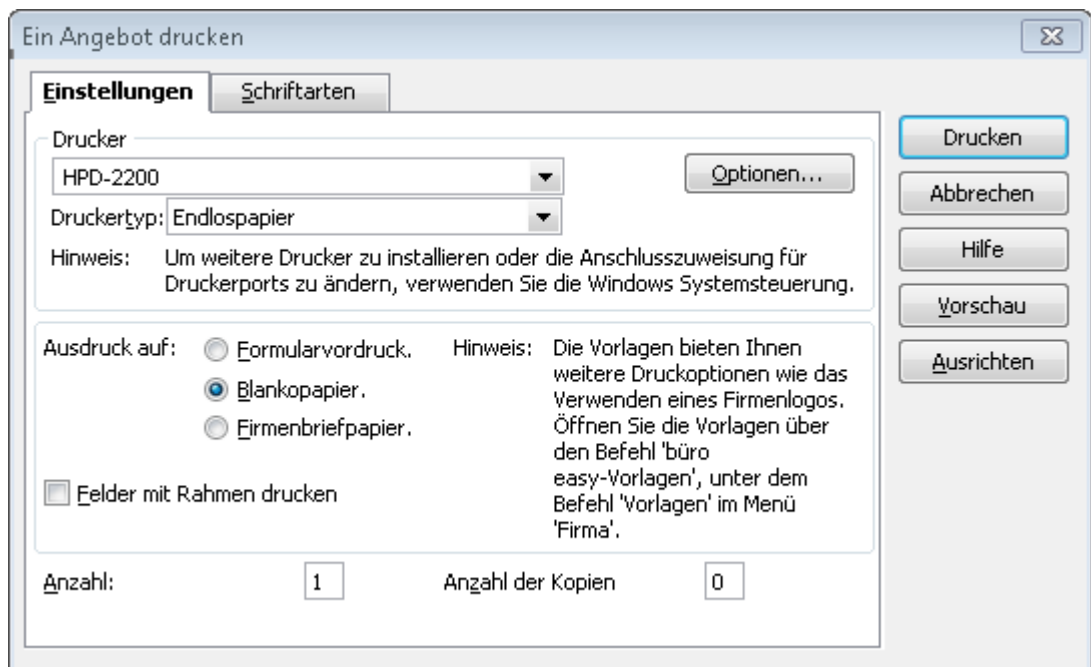 Ein Angebot drucken
Einstellungen
Schriftarten
Drucker
HPD-2200
Optionen...
Druckertyp: Endlospapier
Hinweis: Um weitere Drucker zu installieren oder die Anschlusszuweisung für
Druckerports zu ändern, verwenden Sie die Windows Systemsteuerung.
Ausdruck auf:
Formularvordruck.
Blankopapier.
Firmenbriefpapier.
Felder mit Rahmen drucken
Hinweis: Die Vorlagen bieten Ihnen
weitere Druckoptionen wie das
Verwenden eines Firmenlogos.
Öffnen Sie die Vorlagen über
den Befehl 'büro
easy-Vorlagen', unter dem
Befehl 'Vorlagen' im Menü
'Firma'.
Anzahl: 1
Anzahl der Kopien 0
Drucken
Abbrechen
Hilfe
Vorschau
Ausrichten